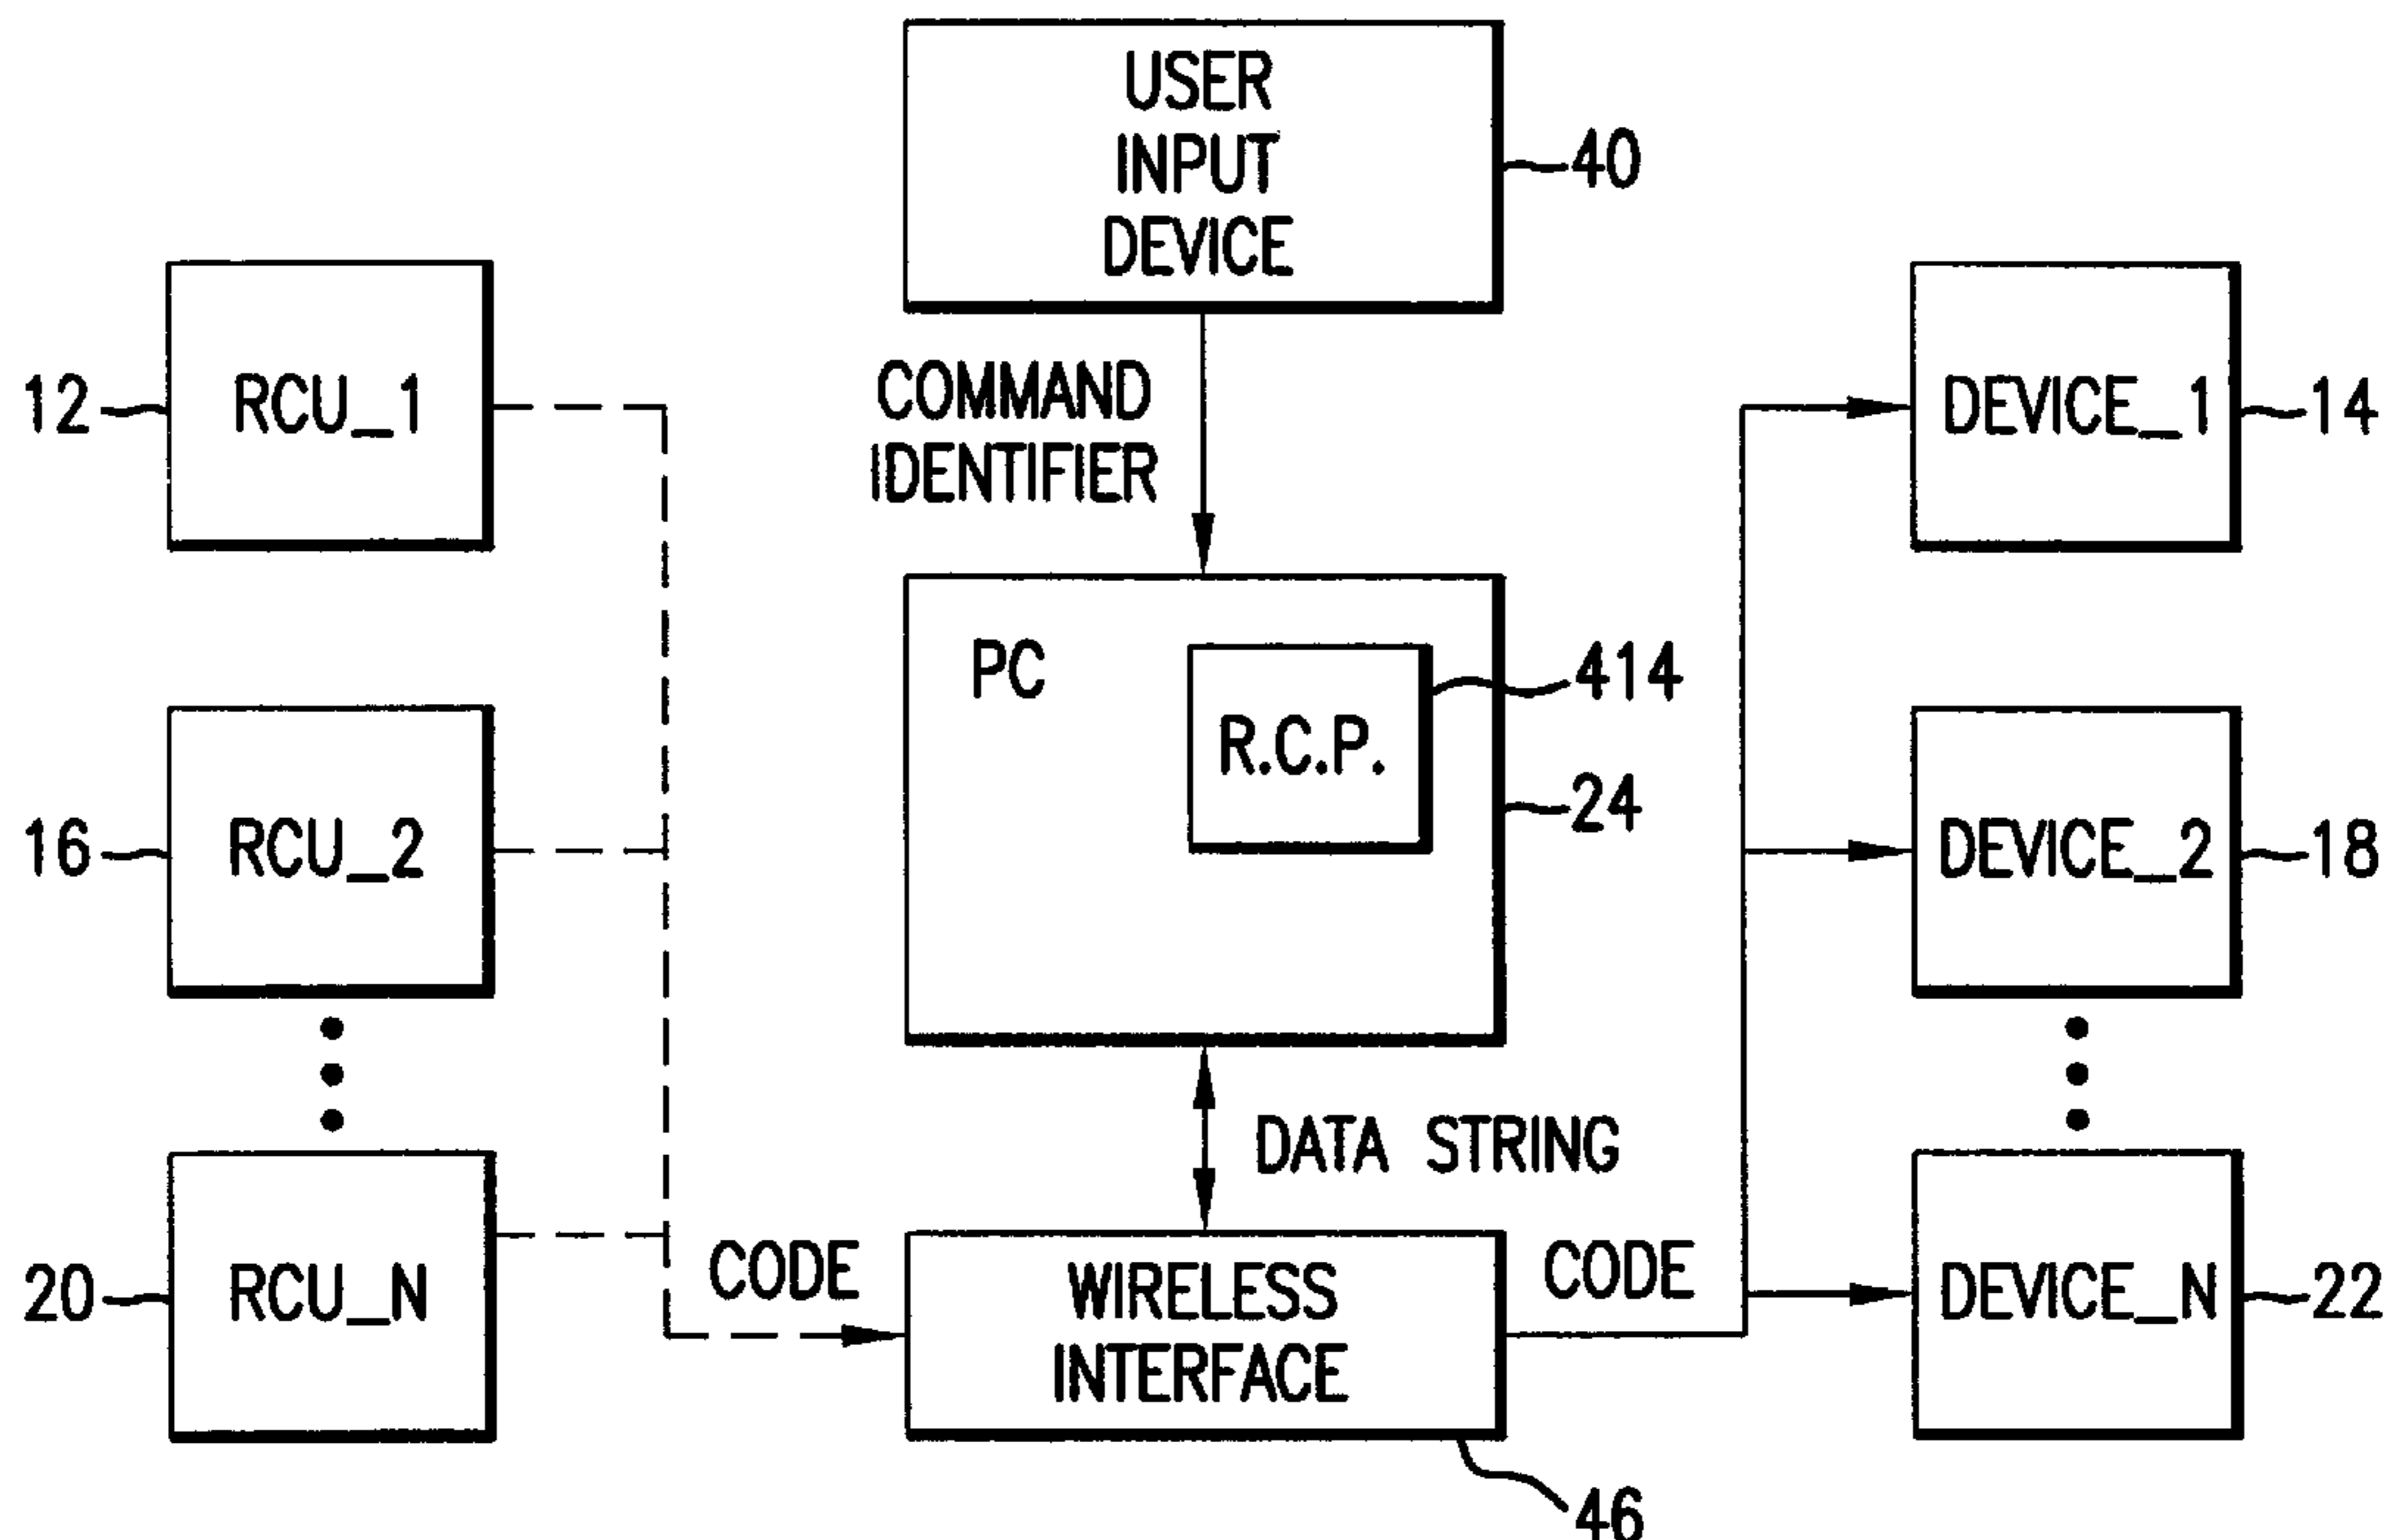 USER
INPUT
DEVICE
40
12
RCU_1
COMMAND
IDENTIFIER
DEVICE_1
14
PC
R.C.P.
414
24
16
RCU_2
DEVICE_2
18
DATA STRING
20
RCU_N
CODE
WIRELESS
INTERFACE
CODE
DEVICE_N
22
46